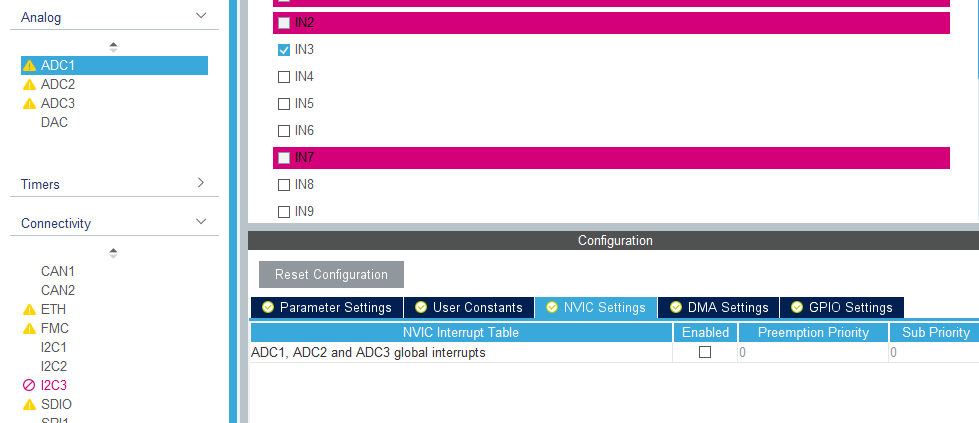 Analog
ADC1
ADC2
ADC3
DAC
Timers
Connectivity
CAN1
CAN2
ETH
FMC
I2C1
I2C2
I2C3
SDIO
SPI1
IN2
IN3
IN4
IN5
IN6
IN7
IN8
IN9
Configuration
Reset Configuration
Parameter Settings User Constants NVIC Settings DMA Settings GPIO Settings
NVIC Interrupt Table Enabled Preemption Priority Sub Priority
ADC1, ADC2 and ADC3 global interrupts 0 0